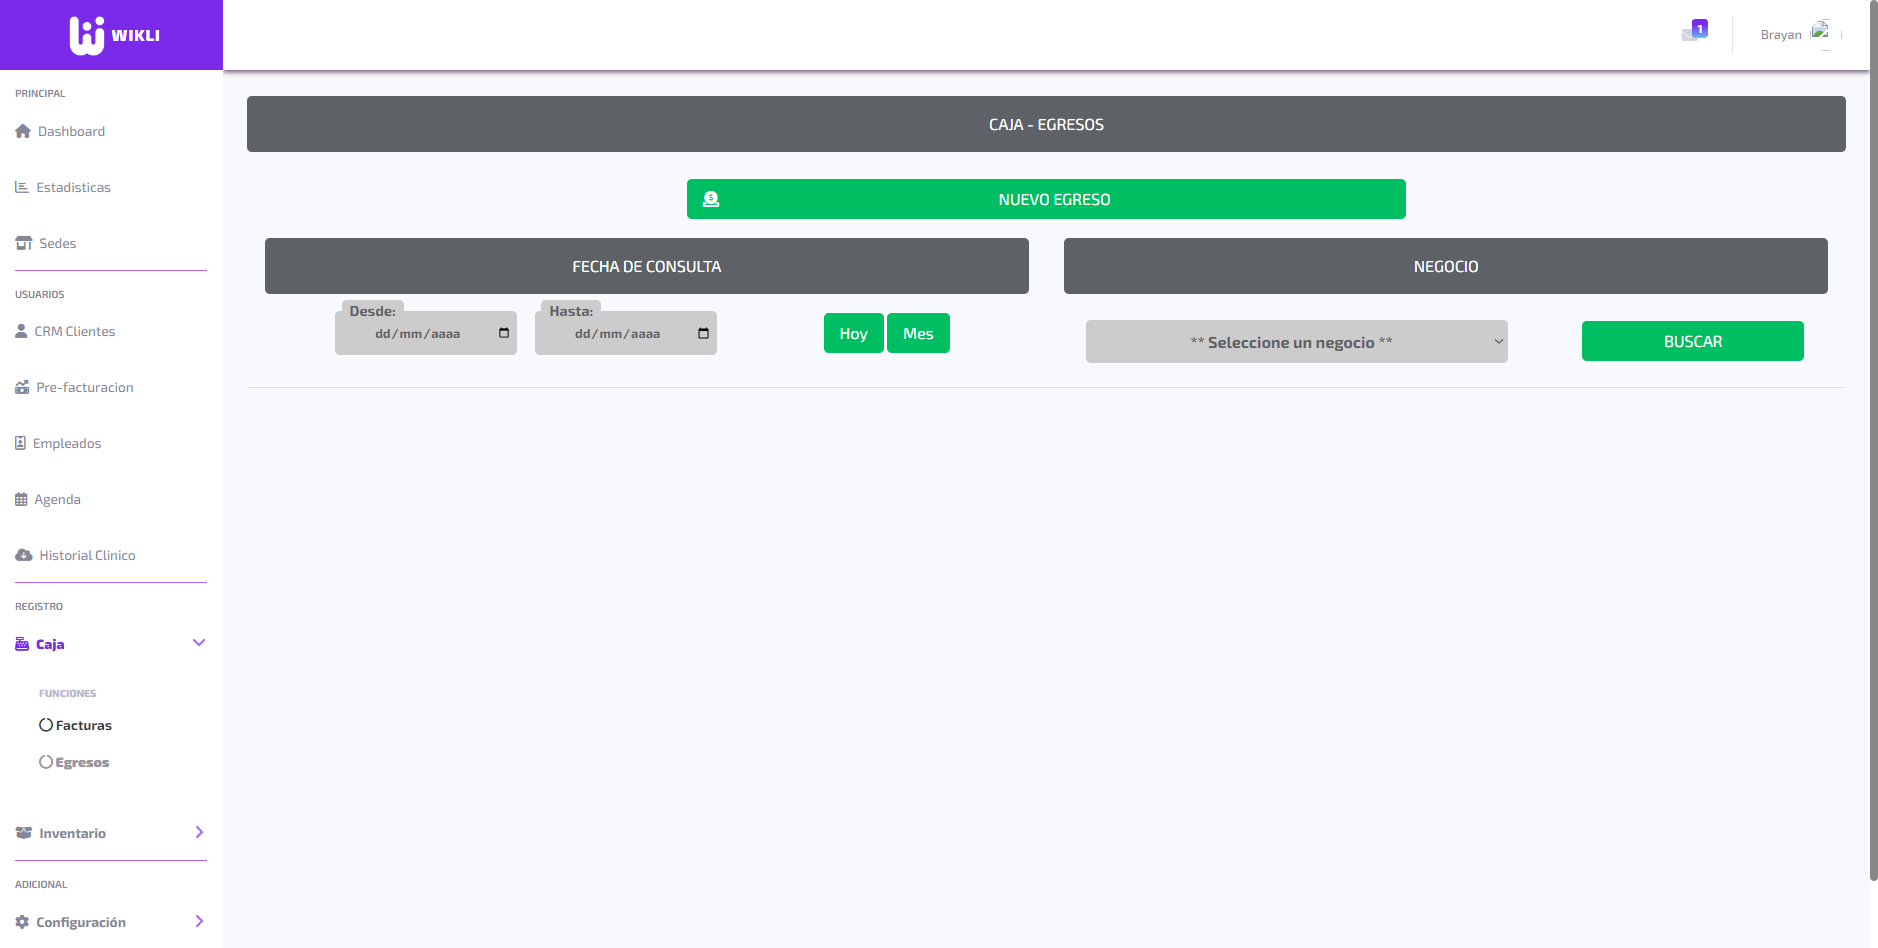 WIKLI
1
Brayan
PRINCIPAL
Dashboard
Estadisticas
Sedes
USUARIOS
CRM Clientes
Pre-facturacion
Empleados
Agenda
Historial Clinico
REGISTRO
Caja
FUNCIONES
Facturas
Egresos
Inventario
ADICIONAL
Configuración
CAJA - EGRESOS
NUEVO EGRESO
FECHA DE CONSULTA
Desde:
dd/mm/aaaa
Hasta:
dd/mm/aaaa
Hoy
Mes
NEGOCIO
** Seleccione un negocio **
BUSCAR